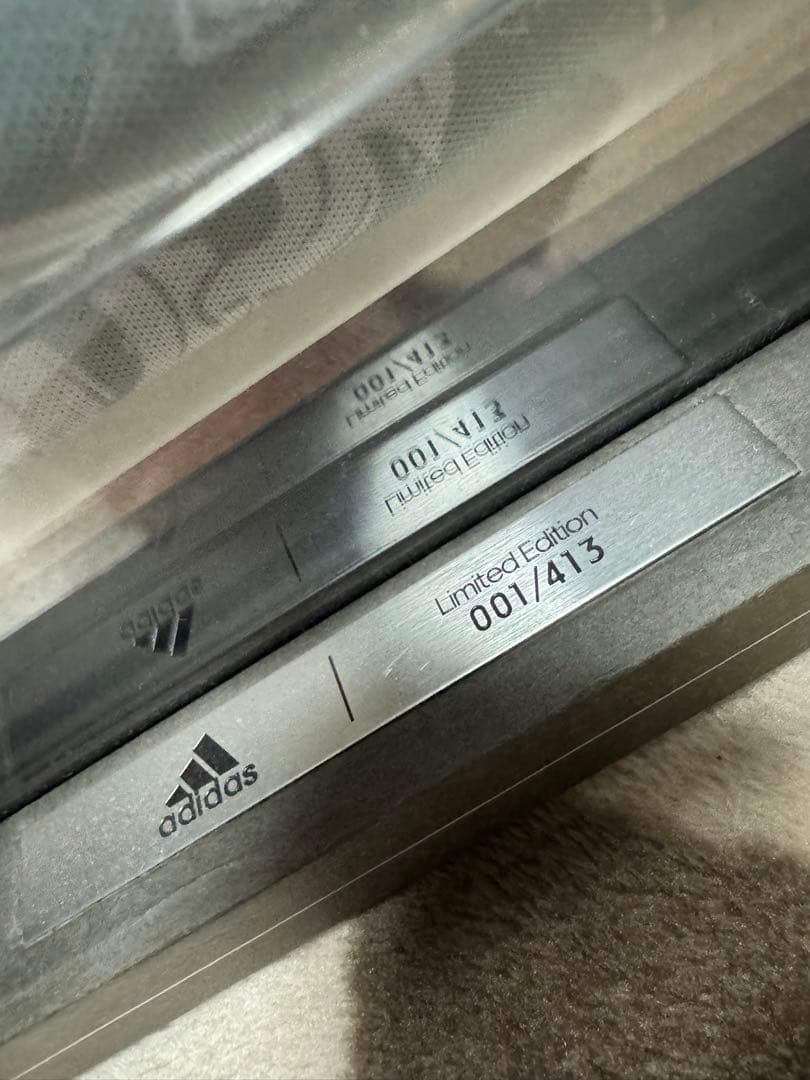 adidas
Limited Edition
001/413